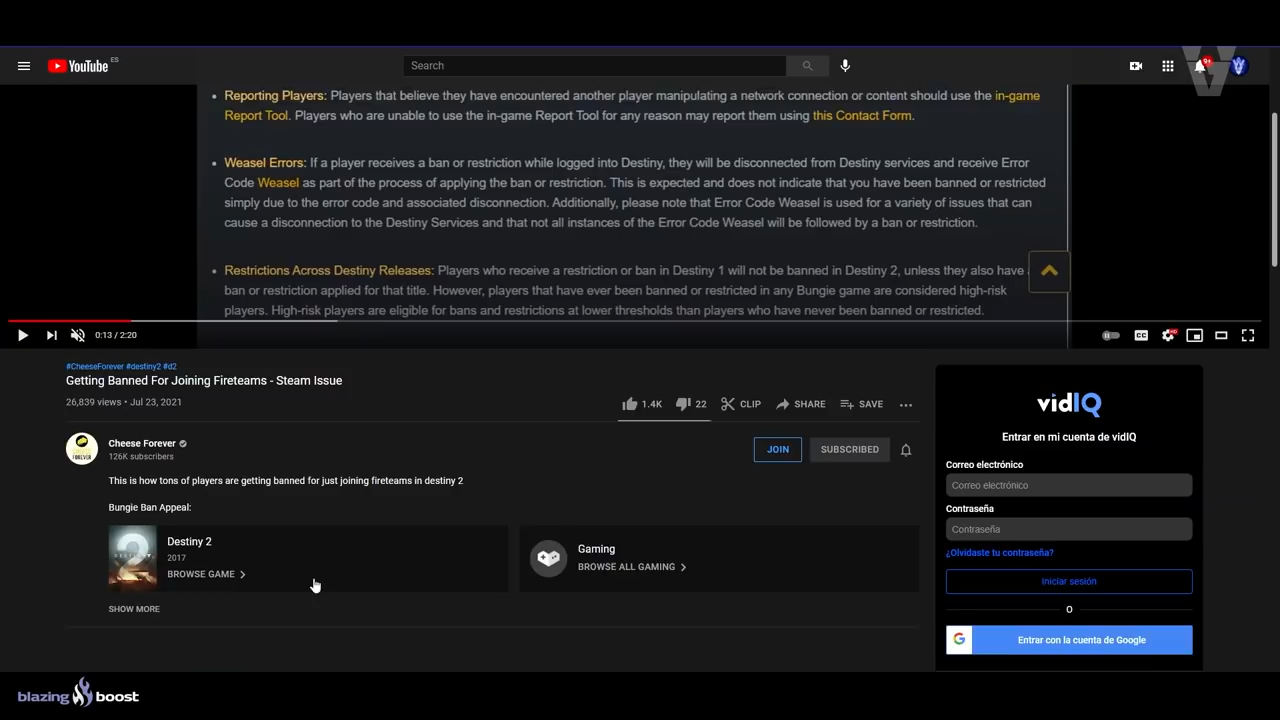 YouTube ES
Search
9+
Reporting Players: Players that believe they have encountered another player manipulating a network connection or content should use the in-game
Report Tool. Players who are unable to use the in-game Report Tool for any reason may report them using this Contact Form.
Weasel Errors: If a player receives a ban or restriction while logged into Destiny, they will be disconnected from Destiny services and receive Error
Code Weasel as part of the process of applying the ban or restriction. This is expected and does not indicate that you have been banned or restricted
simply due to the error code and associated disconnection. Additionally, please note that Error Code Weasel is used for a variety of issues that can
cause a disconnection to the Destiny Services and that not all instances of the Error Code Weasel will be followed by a ban or restriction.
Restrictions Across Destiny Releases: Players who receive a restriction or ban in Destiny 1 will not be banned in Destiny 2, unless they also have
ban or restriction applied for that title. However, players that have ever been banned or restricted in any Bungie game are considered high-risk
players. High-risk players are eligible for bans and restrictions at lower thresholds than players who have never been banned or restricted.
0:13 / 2:20
CC
HD
#CheeseForever #destiny2 #d2
Getting Banned For Joining Fireteams - Steam Issue
26,839 views • Jul 23, 2021
1.4K
22
CLIP
SHARE
SAVE
Cheese Forever
126K subscribers
JOIN
SUBSCRIBED
This is how tons of players are getting banned for just joining fireteams in destiny 2
Bungie Ban Appeal:
Destiny 2
2017
BROWSE GAME
Gaming
BROWSE ALL GAMING
SHOW MORE
vidIQ
Entrar en mi cuenta de vidIQ
Correo electrónico
Correo electrónico
Contraseña
Contraseña
¿Olvidaste tu contraseña?
Iniciar sesión
O
Entrar con la cuenta de Google
blazing boost